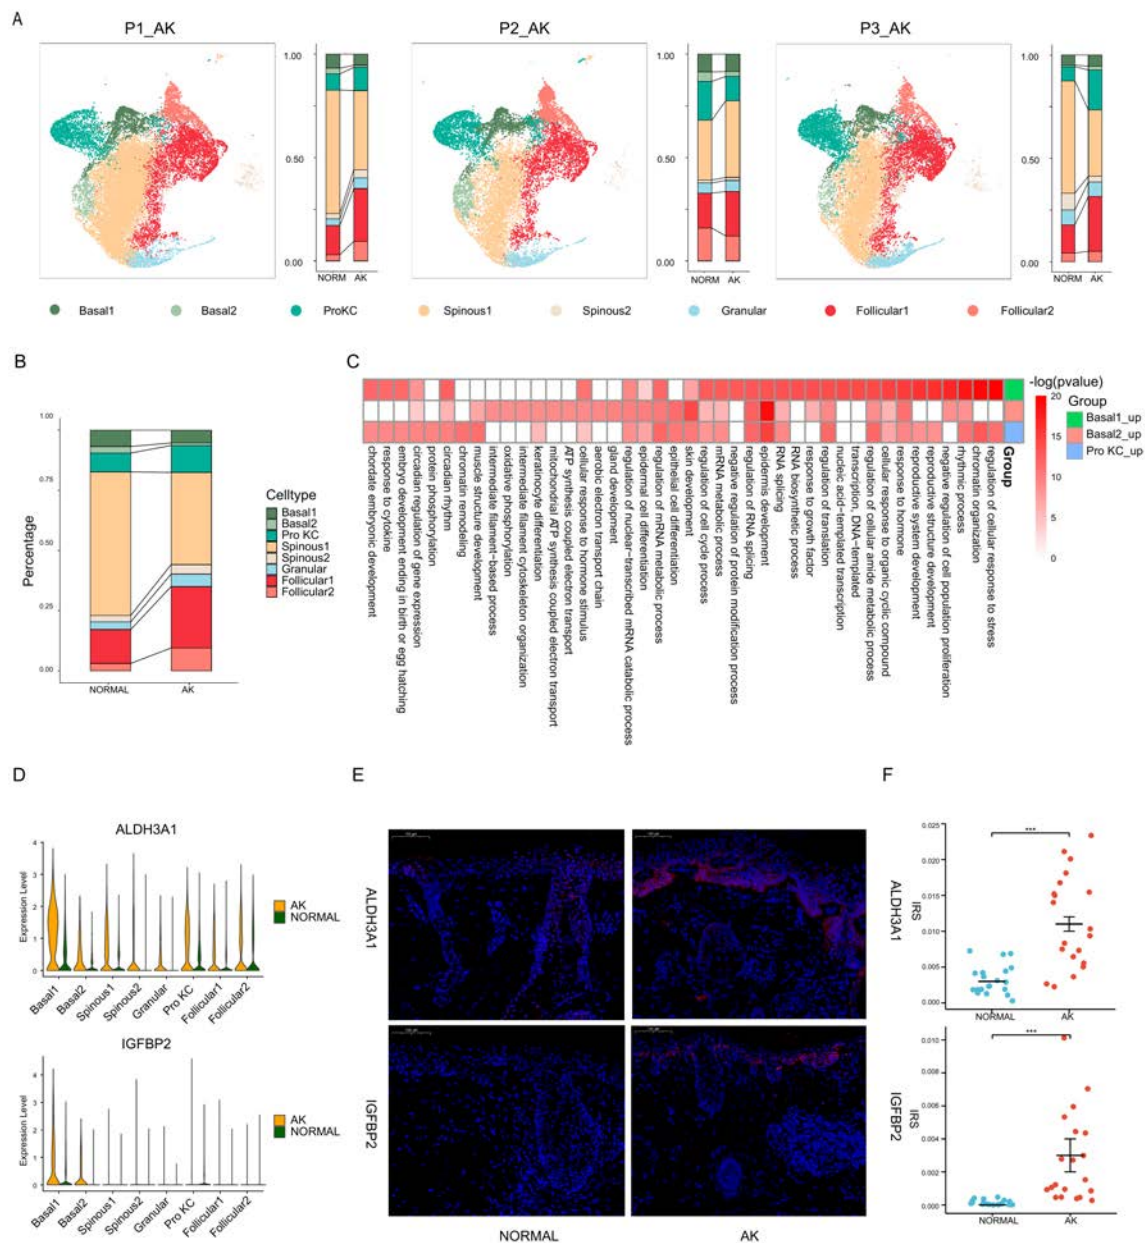 A
P1_AK
P2_AK
P3_AK
1.00
0.50
0.00
NORM AK
1.00
0.50
0.00
NORM AK
1.00
0.50
0.00
NORM AK
Basal1
Basal2
ProKC
Spinous1
Spinous2
Granular
Follicular1
Follicular2
B
Percentage
1.00
0.75
0.50
0.25
0.00
NORMAL
AK
Celltype
Basal1
Basal2
Pro KC
Spinous1
Spinous2
Granular
Follicular1
Follicular2
C
-log(pvalue)
20
15
10
5
0
Group
Basal1_up
Basal2_up
Pro KC_up
Group
regulation of cellular response to stress
chromatin organization
rhythmic process
negative regulation of cell population proliferation
reproductive structure development
reproductive system development
response to hormone
cellular response to organic cyclic compound
regulation of cellular amide metabolic process
transcription, DNA-templated
nucleic acid-templated transcription
regulation of translation
response to growth factor
RNA biosynthetic process
RNA splicing
epidermis development
regulation of RNA splicing
negative regulation of protein modification process
mRNA metabolic process
regulation of cell cycle process
skin development
epithelial cell differentiation
regulation of mRNA metabolic process
epidermal cell differentiation
regulation of nuclear-transcribed mRNA catabolic process
gland development
aerobic electron transport chain
cellular response to hormone stimulus
ATP synthesis coupled electron transport
mitochondrial ATP synthesis coupled electron transport
keratinocyte differentiation
intermediate filament cytoskeleton organization
oxidative phosphorylation
intermediate filament-based process
muscle structure development
chromatin remodeling
circadian rhythm
protein phosphorylation
circadian regulation of gene expression
embryo development ending in birth or egg hatching
response to cytokine
chordate embryonic development
D
ALDH3A1
Expression Level
4
3
2
1
0
Basal1
Basal2
Spinous1
Spinous2
Granular
Pro KC
Follicular1
Follicular2
AK
NORMAL
IGFBP2
Expression Level
4
3
2
1
0
Basal1
Basal2
Spinous1
Spinous2
Granular
Pro KC
Follicular1
Follicular2
AK
NORMAL
E
ALDH3A1
IGFBP2
NORMAL
AK
F
ALDH3A1
IRS
0.025
0.020
0.015
0.010
0.005
0.000
***
NORMAL
AK
IGFBP2
IRS
0.010
0.008
0.006
0.004
0.002
0.000
***
NORMAL
AK